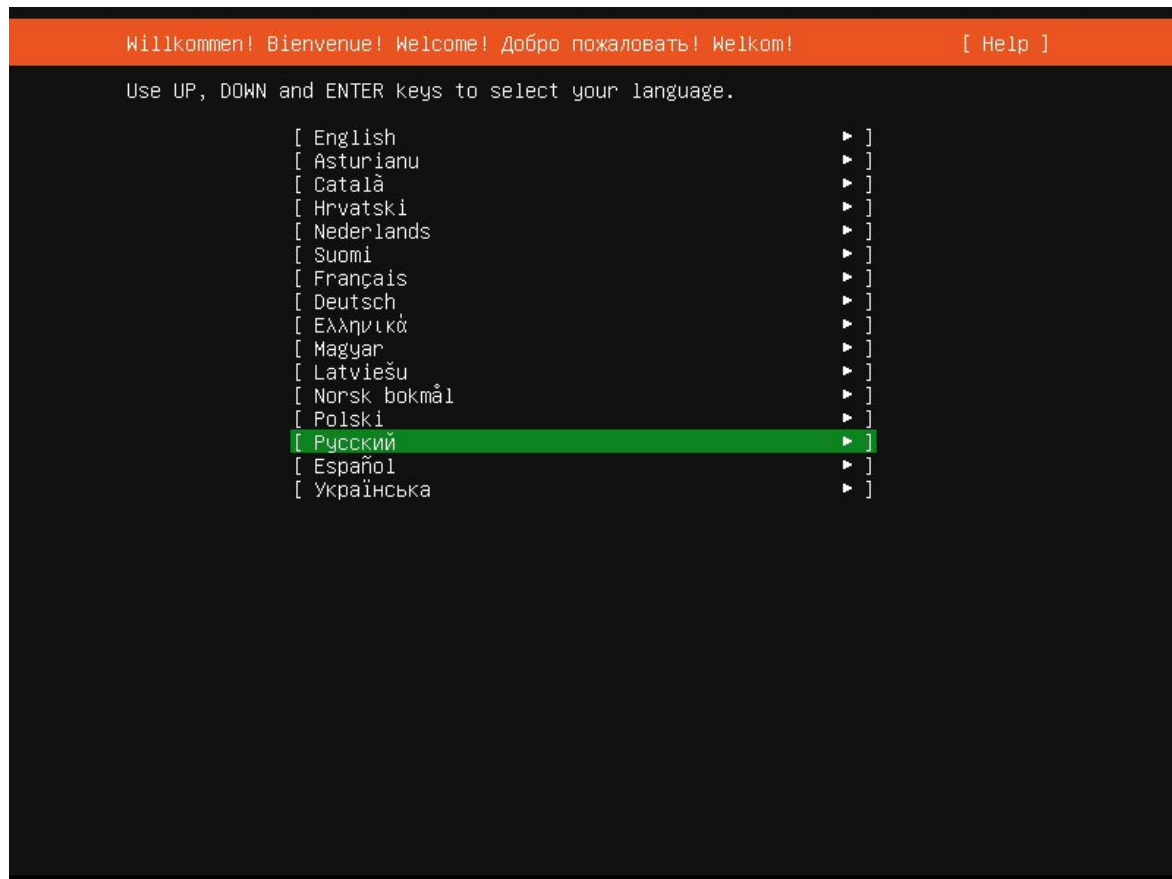 Willkommen! Bienvenue! Welcome! Добро пожаловать! Welkom! [ Help ]
Use UP, DOWN and ENTER keys to select your language.
[ English ► ]
[ Asturianu ► ]
[ Català ► ]
[ Hrvatski ► ]
[ Nederlands ► ]
[ Suomi ► ]
[ Français ► ]
[ Deutsch ► ]
[ Ελληνικά ► ]
[ Magyar ► ]
[ Latviešu ► ]
[ Norsk bokmål ► ]
[ Polski ► ]
[ Русский ► ]
[ Español ► ]
[ Українська ► ]